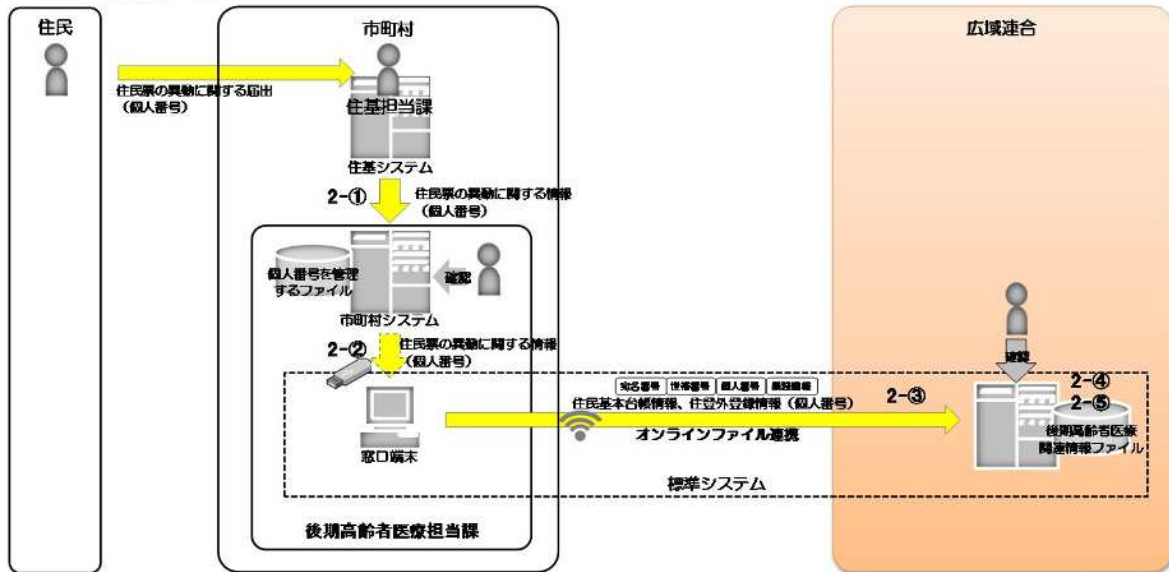 住民
市町村
広域連合
住民票の異動に関する届出
（個人番号）
住基担当課
住基システム
2-①
住民票の異動に関する情報
（個人番号）
個人番号を管理
するファイル
確認
市町村システム
2-②
住民票の異動に関する情報
（個人番号）
確認
宛名番号
世帯番号
個人番号
2-③
2-④
住民基本台帳情報、住登外登録情報（個人番号）
2-⑤
オンラインファイル連携
後期高齢者医療
関連情報ファイル
窓口端末
標準システム
後期高齢者医療担当課